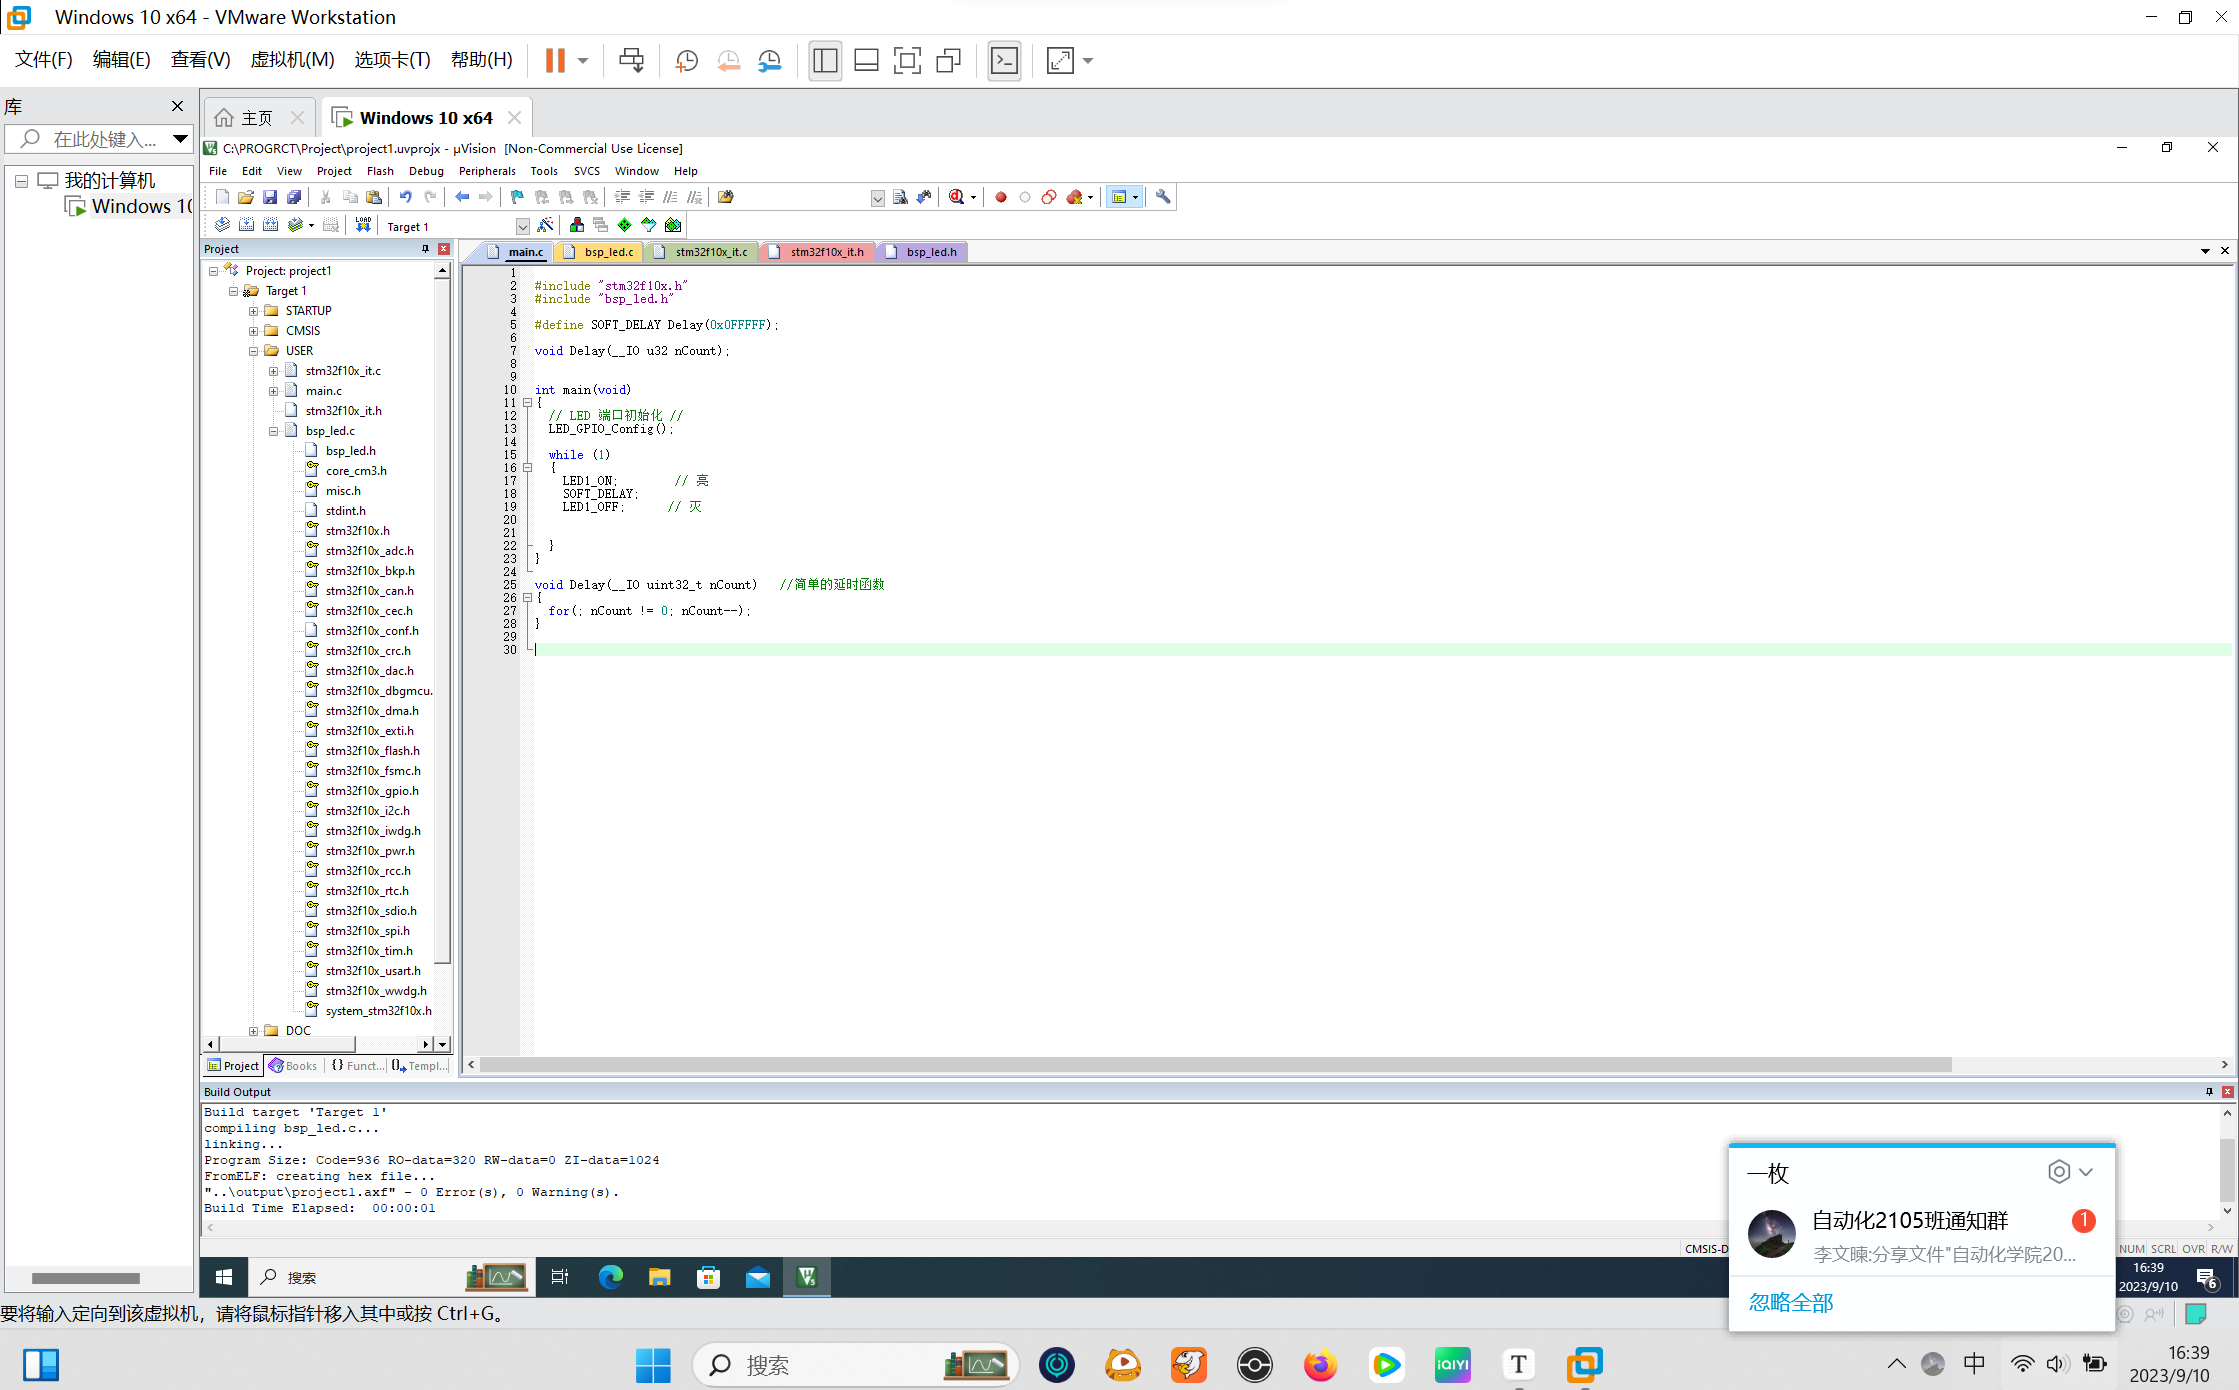 Windows 10 x64 - VMware Workstation
文件(F) 编辑(E) 查看(V) 虚拟机(M) 选项卡(T) 帮助(H)
库
在此处键入...
我的计算机
Windows 10
主页
Windows 10 x64
C:\PROGRCT\Project\project1.uvprojx - µVision [Non-Commercial Use License]
File Edit View Project Flash Debug Peripherals Tools SVCS Window Help
LOAD
Target 1
Project
Project: project1
Target 1
STARTUP
CMSIS
USER
stm32f10x_it.c
main.c
stm32f10x_it.h
bsp_led.c
bsp_led.h
core_cm3.h
misc.h
stdint.h
stm32f10x.h
stm32f10x_adc.h
stm32f10x_bkp.h
stm32f10x_can.h
stm32f10x_cec.h
stm32f10x_conf.h
stm32f10x_crc.h
stm32f10x_dac.h
stm32f10x_dbgmcu.
stm32f10x_dma.h
stm32f10x_exti.h
stm32f10x_flash.h
stm32f10x_fsmc.h
stm32f10x_gpio.h
stm32f10x_i2c.h
stm32f10x_iwdg.h
stm32f10x_pwr.h
stm32f10x_rcc.h
stm32f10x_rtc.h
stm32f10x_sdio.h
stm32f10x_spi.h
stm32f10x_tim.h
stm32f10x_usart.h
stm32f10x_wwdg.h
system_stm32f10x.h
DOC
Project Books {} Funct... Templ...
main.c bsp_led.c stm32f10x_it.c stm32f10x_it.h bsp_led.h
1
2 #include "stm32f10x.h"
3 #include "bsp_led.h"
4
5 #define SOFT_DELAY Delay(0x0FFFFF);
6
7 void Delay(__IO u32 nCount);
8
9
10 int main(void)
11 {
12 // LED 端口初始化 //
13 LED_GPIO_Config();
14
15 while (1)
16 {
17 LED1_ON; // 亮
18 SOFT_DELAY;
19 LED1_OFF; // 灭
20
21
22 }
23 }
24
25 void Delay(__IO uint32_t nCount) //简单的延时函数
26 {
27 for(; nCount != 0; nCount--);
28 }
29
30
Build Output
Build target 'Target 1'
compiling bsp_led.c...
linking...
Program Size: Code=936 RO-data=320 RW-data=0 ZI-data=1024
FromELF: creating hex file...
"..\output\project1.axf" - 0 Error(s), 0 Warning(s).
Build Time Elapsed: 00:00:01
CMSIS-D
NUM SCRL OVR R/W
一枚
自动化2105班通知群
1
李文暕:分享文件"自动化学院20...
忽略全部
搜索
16:39
2023/9/10
6
要将输入定向到该虚拟机，请将鼠标指针移入其中或按 Ctrl+G。
搜索
iQIYI
T
中
16:39
2023/9/10